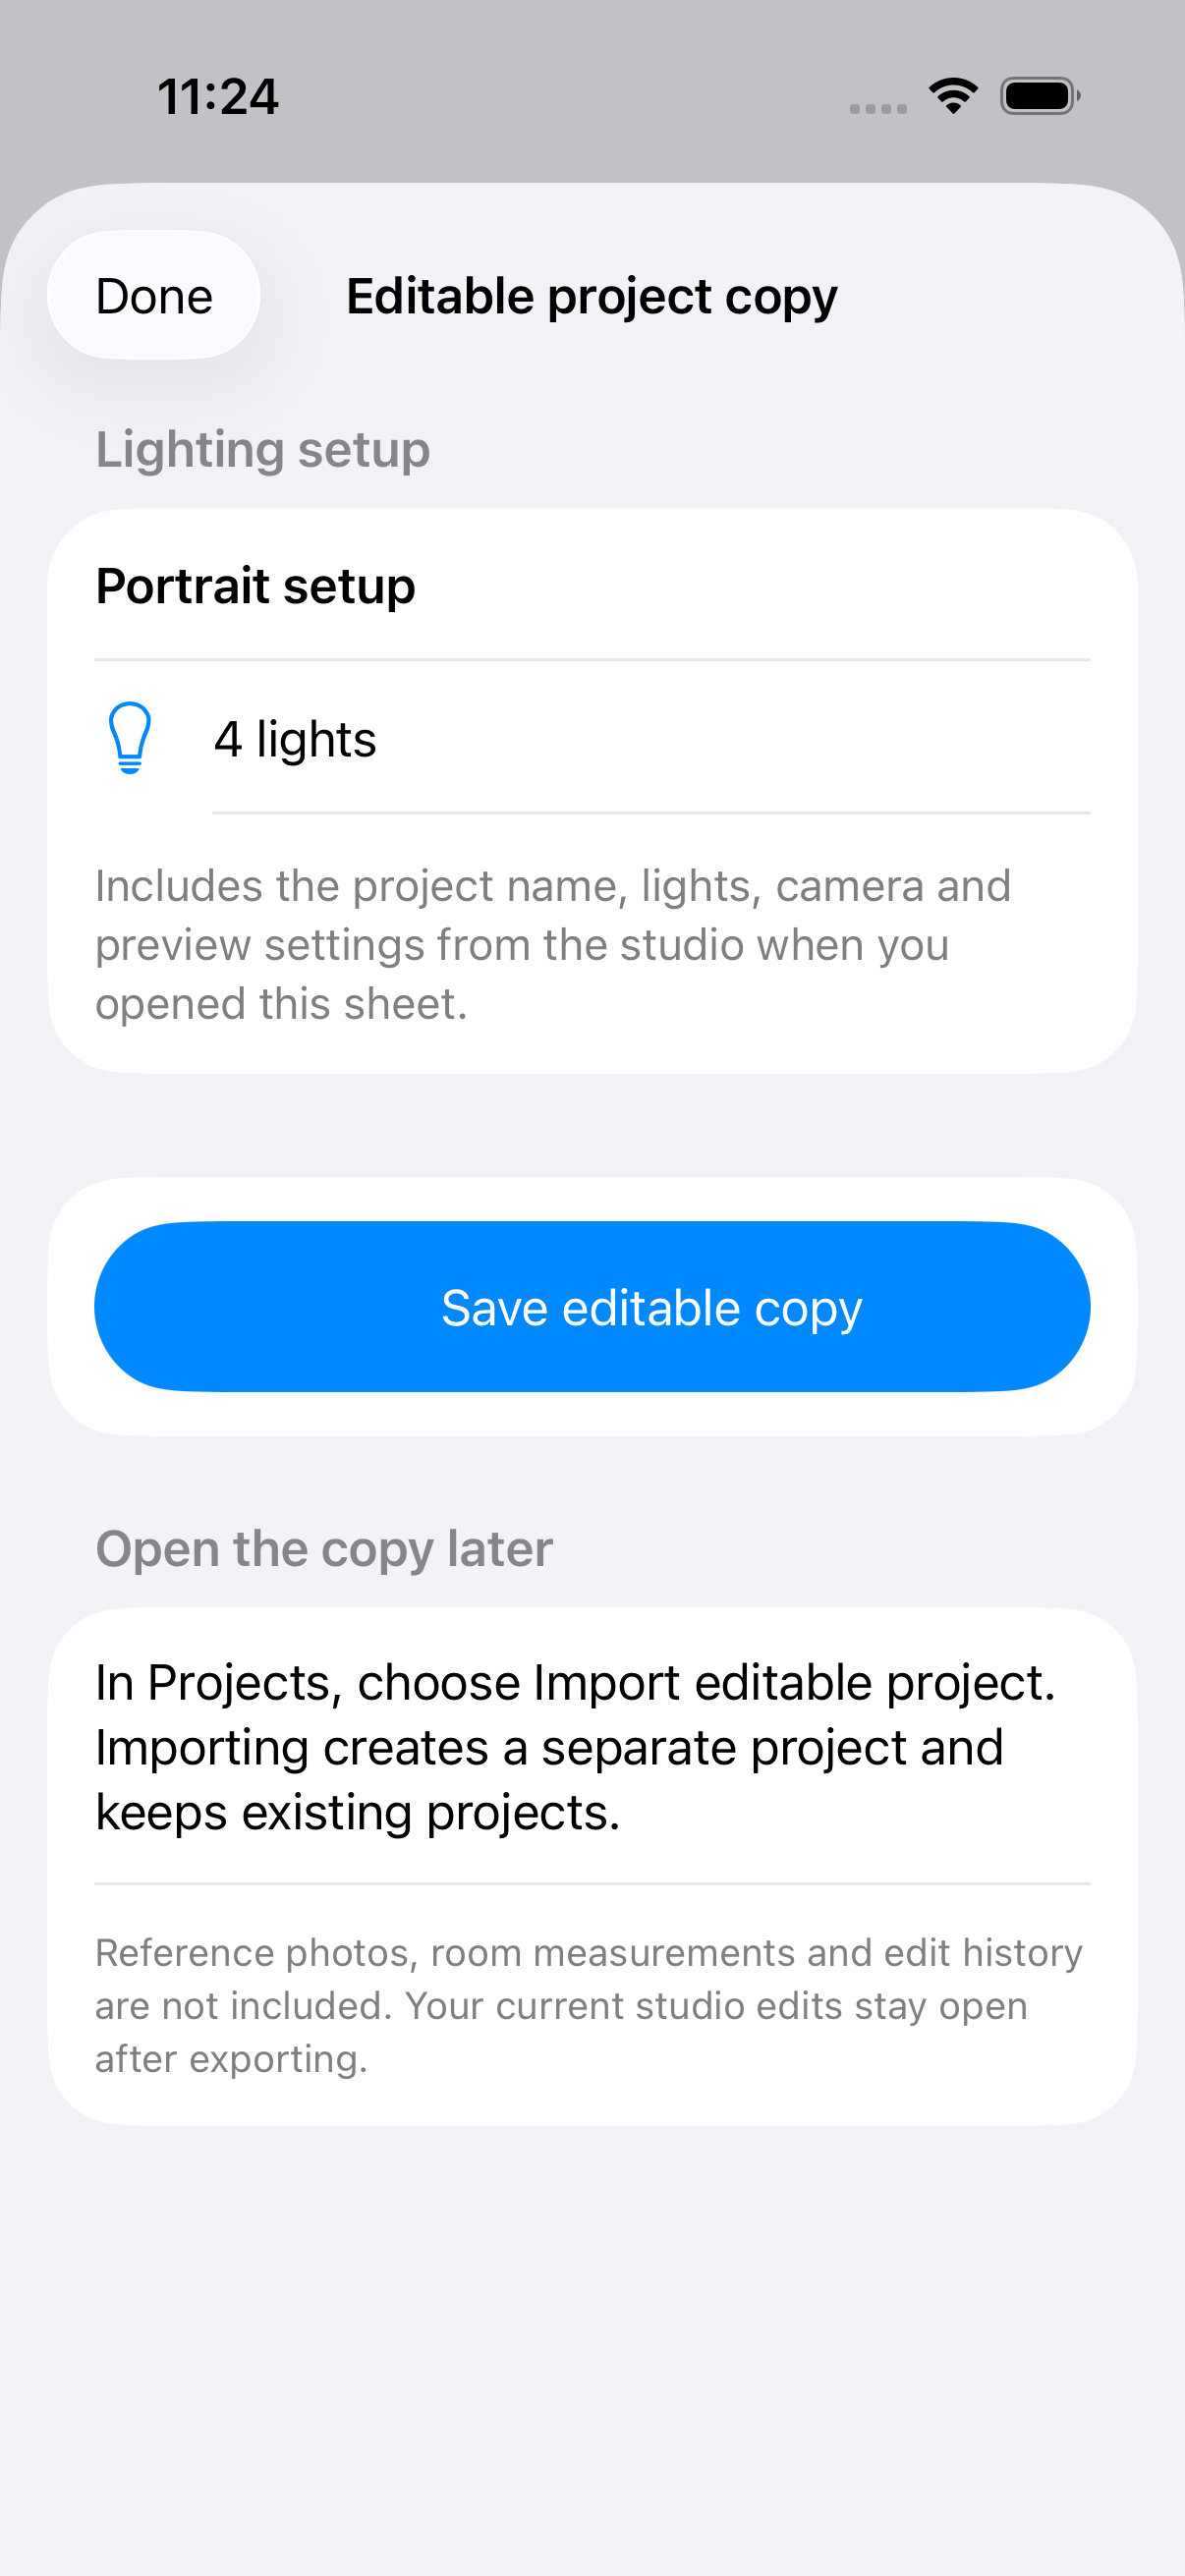 11:24
Done
Editable project copy
Lighting setup
Portrait setup
4 lights
Includes the project name, lights, camera and
preview settings from the studio when you
opened this sheet.
Save editable copy
Open the copy later
In Projects, choose Import editable project.
Importing creates a separate project and
keeps existing projects.
Reference photos, room measurements and edit history
are not included. Your current studio edits stay open
after exporting.